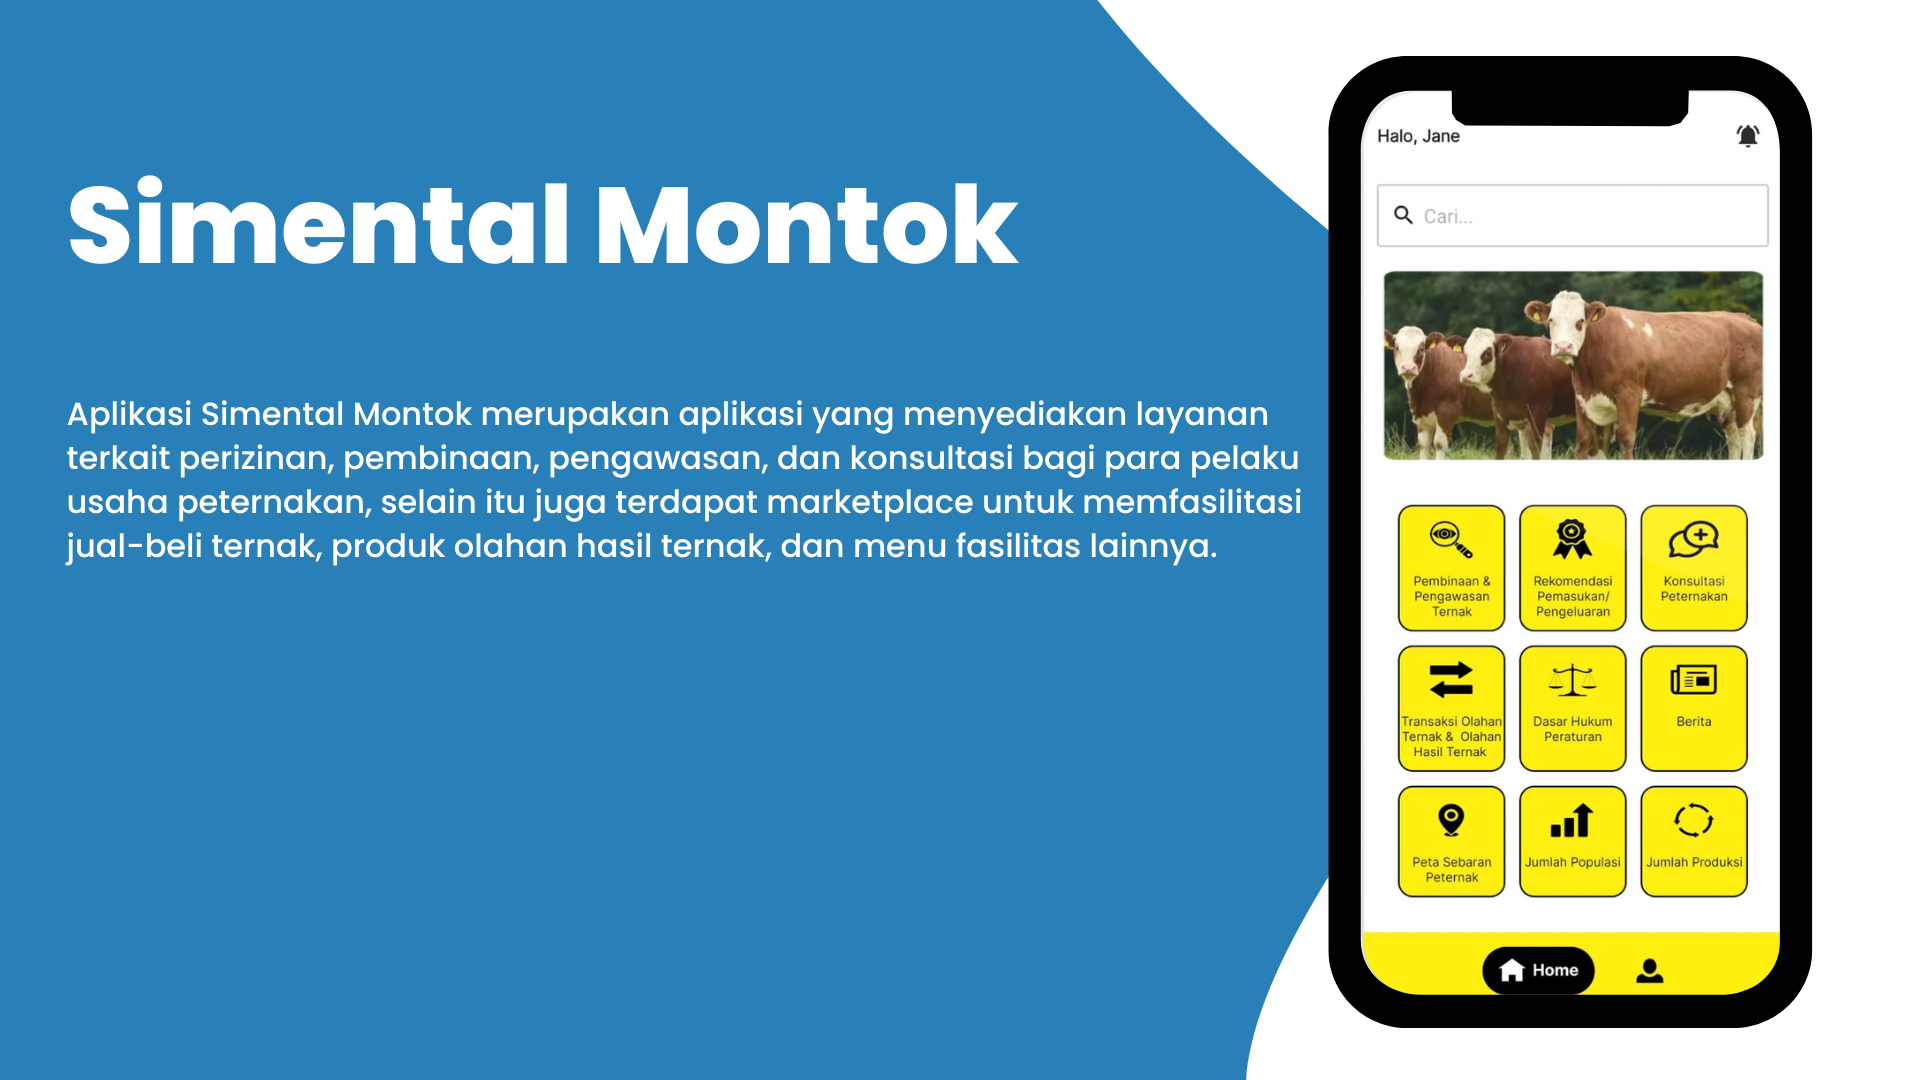 Simental Montok
Aplikasi Simental Montok merupakan aplikasi yang menyediakan layanan
terkait perizinan, pembinaan, pengawasan, dan konsultasi bagi para pelaku
usaha peternakan, selain itu juga terdapat marketplace untuk memfasilitasi
jual-beli ternak, produk olahan hasil ternak, dan menu fasilitas lainnya.
Halo, Jane
Cari...
Pembinaan &
Pengawasan
Ternak
Rekomendasi
Pemasukan/
Pengeluaran
Konsultasi
Peternakan
Transaksi Olahan
Ternak & Olahan
Hasil Ternak
Dasar Hukum
Peraturan
Berita
Peta Sebaran
Peternak
Jumlah Populasi
Jumlah Produksi
Home